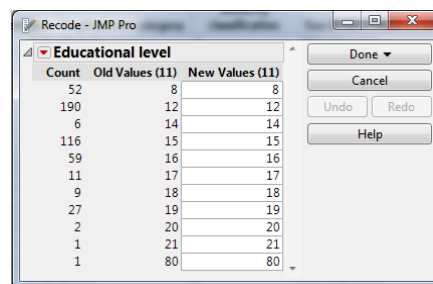 Recode - JMP Pro
Educational level
Done
Count Old Values (11) New Values (11)
Cancel
52 8 8
190 12 12
Undo Redo
6 14 14
116 15 15
Help
59 16 16
11 17 17
9 18 18
27 19 19
2 20 20
1 21 21
1 80 80